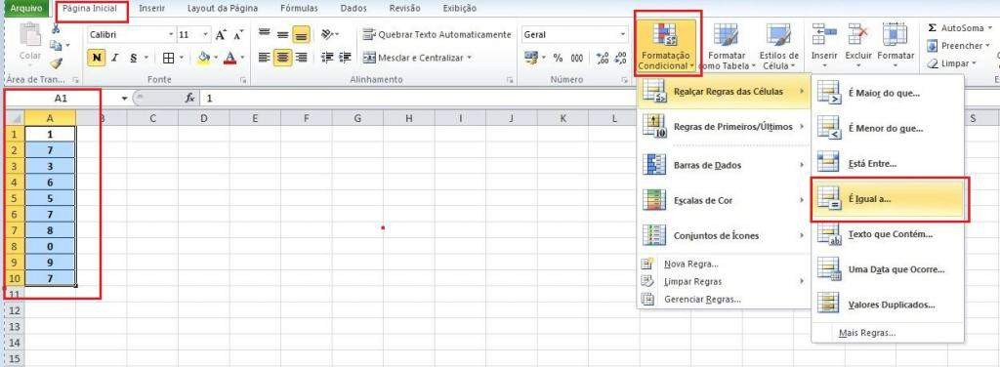 Arquivo Página Inicial Inserir Layout da Página Fórmulas Dados Revisão Exibição
Calibri 11 A A Quebrar Texto Automaticamente Geral Σ AutoSoma
Colar N I S A Mesclar e Centralizar % 000 Formatação Condicional Formatar como Tabela Estilos de Célula Inserir Excluir Formatar Preencher
Limpar
Área de Tran... Fonte Alinhamento Número
A1 fx 1
A B C D E F G H I J K L S
1 1
2 7
3 3
4 6
5 5
6 7
7 8
8 0
9 9
10 7
11
12
13
14
15
Realçar Regras das Células
Regras de Primeiros/Últimos
Barras de Dados
Escalas de Cor
Conjuntos de Ícones
Nova Regra...
Limpar Regras
Gerenciar Regras...
É Maior do que...
É Menor do que...
Está Entre...
É Igual a...
Texto que Contém...
Uma Data que Ocorre...
Valores Duplicados...
Mais Regras...